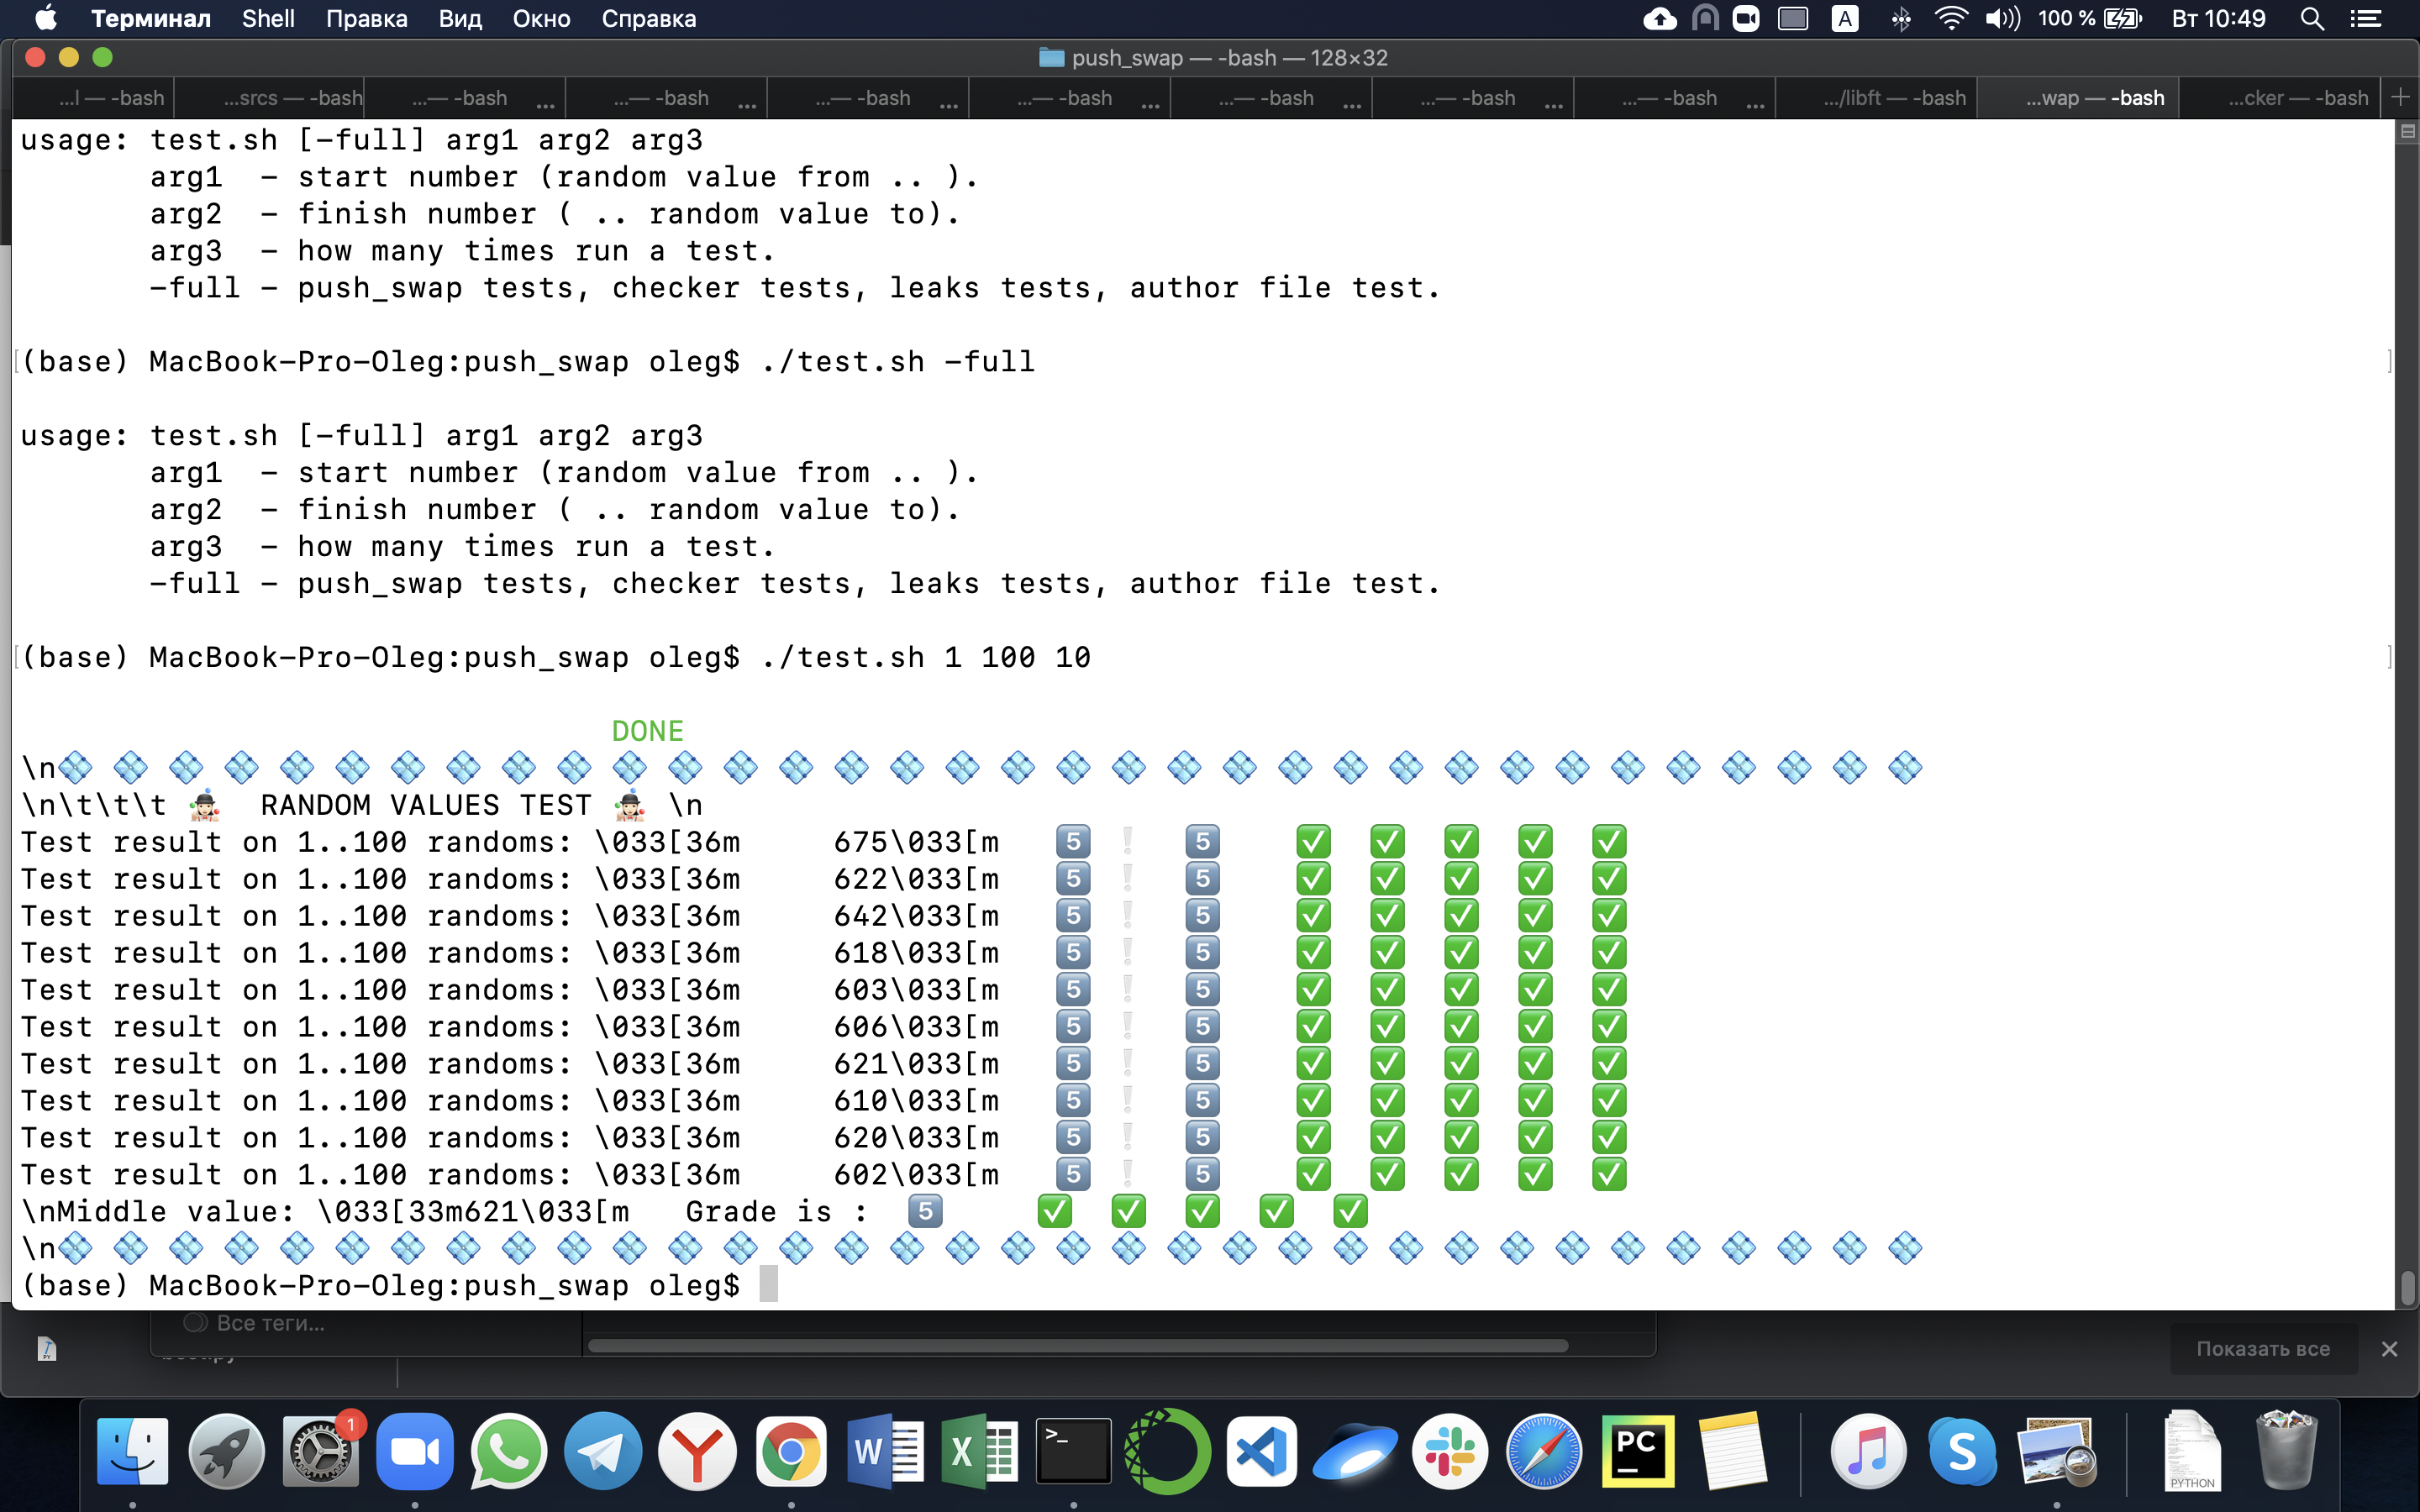 Терминал Shell Правка Вид Окно Справка A 100 % Вт 10:49
push_swap — -bash — 128×32
...l — -bash ...srcs — -bash ...— -bash ... ...— -bash ... ...— -bash ... ...— -bash ... ...— -bash ... ...— -bash ... ...— -bash ... .../libft — -bash ...wap — -bash ...cker — -bash
usage: test.sh [-full] arg1 arg2 arg3
arg1 - start number (random value from .. ).
arg2 - finish number ( .. random value to).
arg3 - how many times run a test.
-full - push_swap tests, checker tests, leaks tests, author file test.
(base) MacBook-Pro-Oleg:push_swap oleg$ ./test.sh -full
usage: test.sh [-full] arg1 arg2 arg3
arg1 - start number (random value from .. ).
arg2 - finish number ( .. random value to).
arg3 - how many times run a test.
-full - push_swap tests, checker tests, leaks tests, author file test.
(base) MacBook-Pro-Oleg:push_swap oleg$ ./test.sh 1 100 10
DONE
\n💠 💠 💠 💠 💠 💠 💠 💠 💠 💠 💠 💠 💠 💠 💠 💠 💠 💠 💠 💠 💠 💠 💠 💠 💠 💠 💠 💠 💠 💠 💠 💠 💠 💠
\n\t\t\t 🤹🏻 RANDOM VALUES TEST 🤹🏻 \n
Test result on 1..100 randoms: \033[36m 675\033[m 5️⃣ ❕ 5️⃣ ✅ ✅ ✅ ✅ ✅
Test result on 1..100 randoms: \033[36m 622\033[m 5️⃣ ❕ 5️⃣ ✅ ✅ ✅ ✅ ✅
Test result on 1..100 randoms: \033[36m 642\033[m 5️⃣ ❕ 5️⃣ ✅ ✅ ✅ ✅ ✅
Test result on 1..100 randoms: \033[36m 618\033[m 5️⃣ ❕ 5️⃣ ✅ ✅ ✅ ✅ ✅
Test result on 1..100 randoms: \033[36m 603\033[m 5️⃣ ❕ 5️⃣ ✅ ✅ ✅ ✅ ✅
Test result on 1..100 randoms: \033[36m 606\033[m 5️⃣ ❕ 5️⃣ ✅ ✅ ✅ ✅ ✅
Test result on 1..100 randoms: \033[36m 621\033[m 5️⃣ ❕ 5️⃣ ✅ ✅ ✅ ✅ ✅
Test result on 1..100 randoms: \033[36m 610\033[m 5️⃣ ❕ 5️⃣ ✅ ✅ ✅ ✅ ✅
Test result on 1..100 randoms: \033[36m 620\033[m 5️⃣ ❕ 5️⃣ ✅ ✅ ✅ ✅ ✅
Test result on 1..100 randoms: \033[36m 602\033[m 5️⃣ ❕ 5️⃣ ✅ ✅ ✅ ✅ ✅
\nMiddle value: \033[33m621\033[m Grade is : 5️⃣ ✅ ✅ ✅ ✅ ✅
\n💠 💠 💠 💠 💠 💠 💠 💠 💠 💠 💠 💠 💠 💠 💠 💠 💠 💠 💠 💠 💠 💠 💠 💠 💠 💠 💠 💠 💠 💠 💠 💠 💠 💠
(base) MacBook-Pro-Oleg:push_swap oleg$
Все теги...
Показать все
1
W X >_ PC S PYTHON